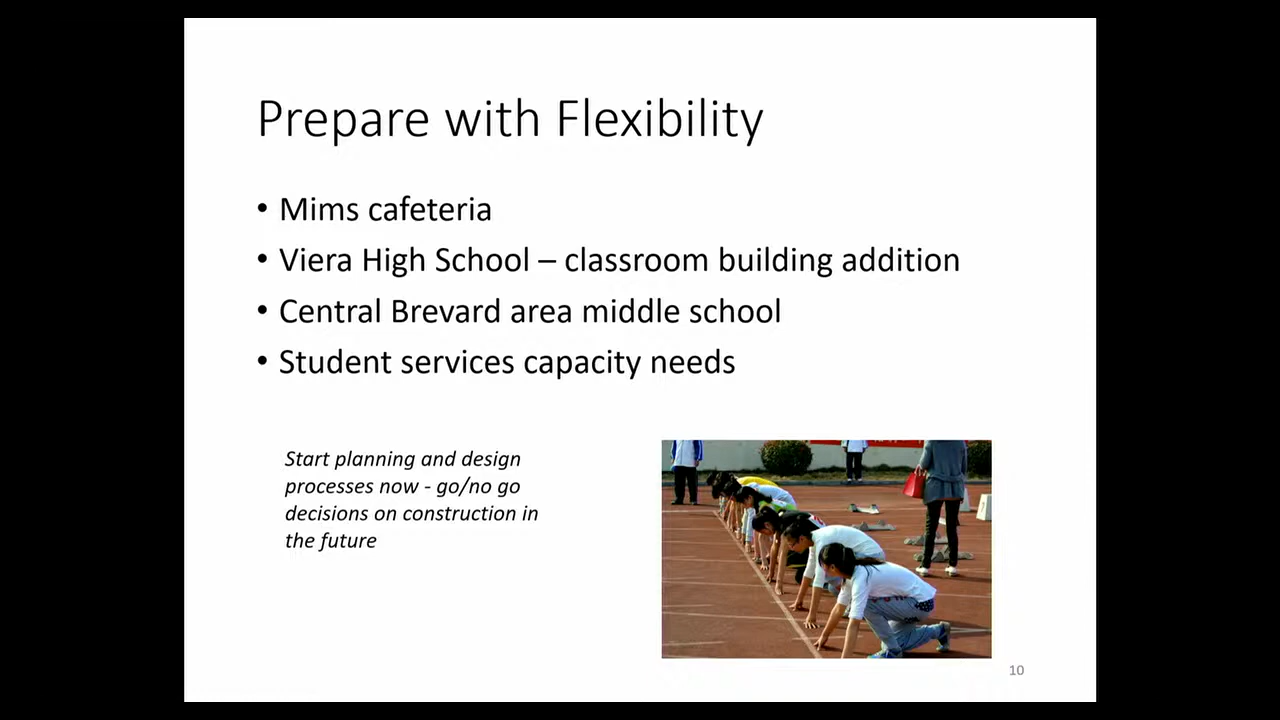 Prepare with Flexibility
• Mims cafeteria
• Viera High School – classroom building addition
• Central Brevard area middle school
• Student services capacity needs
Start planning and design
processes now - go/no go
decisions on construction in
the future
10